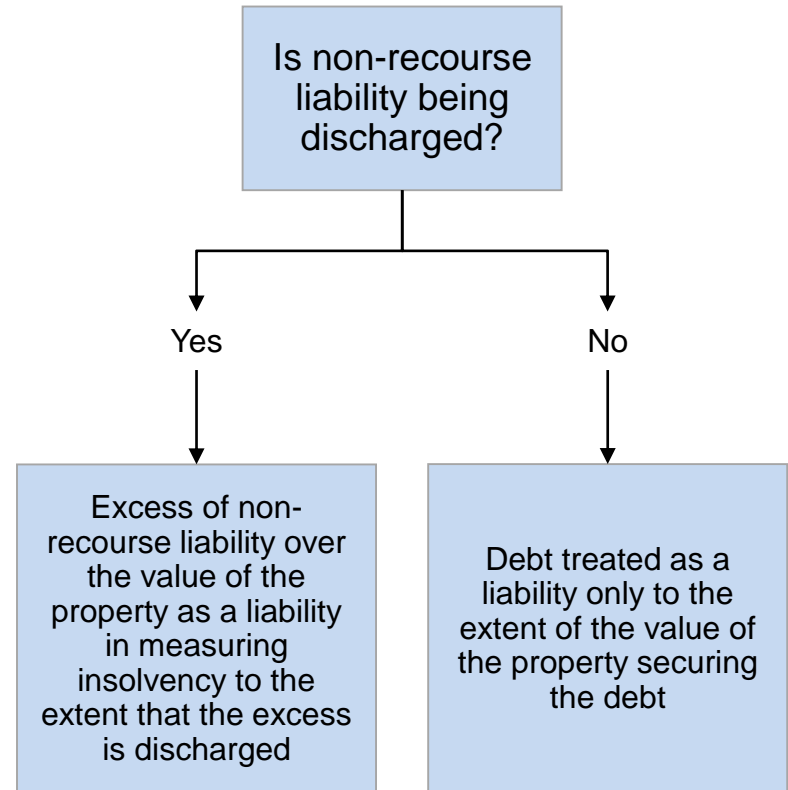 Is non-recourse
liability being
discharged?
Yes
No
Excess of non-
recourse liability over
the value of the
property as a liability
in measuring
insolvency to the
extent that the excess
is discharged
Debt treated as a
liability only to the
extent of the value of
the property securing
the debt